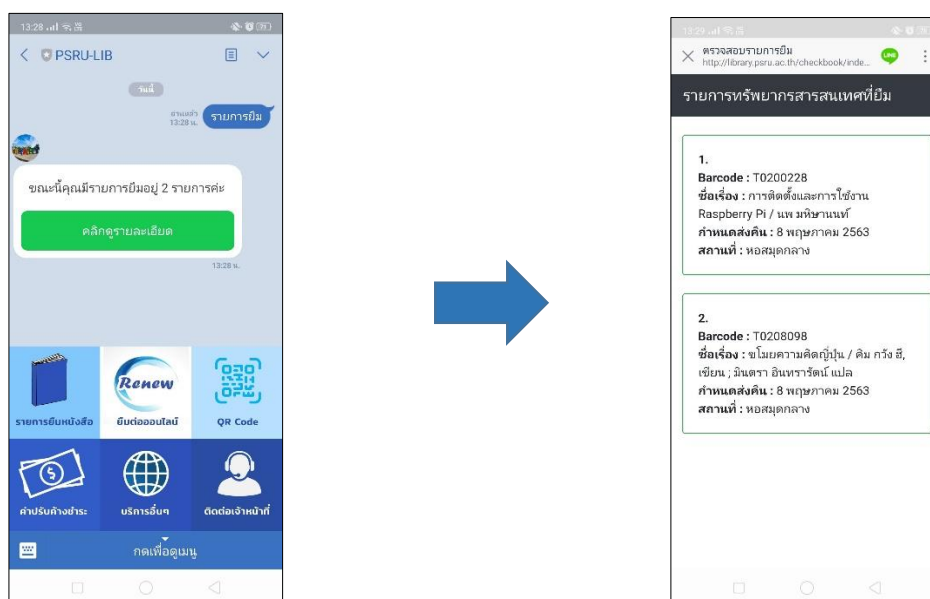 13:28
PSRU-LIB
วันนี้
อ่านแล้ว
13:28 น.
รายการยืม
ขณะนี้คุณมีรายการยืมอยู่ 2 รายการค่ะ
คลิกดูรายละเอียด
13:28 น.
รายการยืมหนังสือ
Renew
ยืมต่อออนไลน์
QR Code
ค่าปรับค้างชำระ
บริการอื่นๆ
ติดต่อเจ้าหน้าที่
กดเพื่อดูเมนู
13:29
ตรวจสอบรายการยืม
http://library.psru.ac.th/checkbook/inde...
LINE
รายการทรัพยากรสารสนเทศที่ยืม
1.
Barcode : T0200228
ชื่อเรื่อง : การติดตั้งและการใช้งาน
Raspberry Pi / นพ มหิษานนท์
กำหนดส่งคืน : 8 พฤษภาคม 2563
สถานที่ : หอสมุดกลาง
2.
Barcode : T0208098
ชื่อเรื่อง : ขโมยความคิดญี่ปุ่น / คิม กวัง ฮี,
เขียน ; มินตรา อินทรารัตน์ แปล
กำหนดส่งคืน : 8 พฤษภาคม 2563
สถานที่ : หอสมุดกลาง